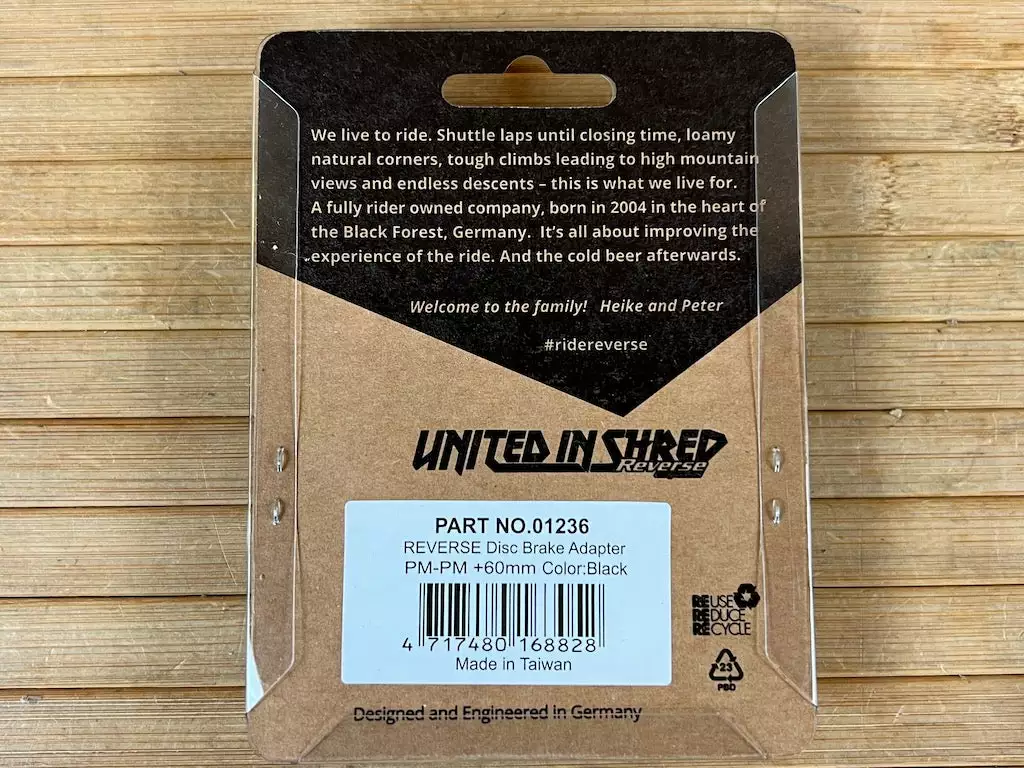 We live to ride. Shuttle laps until closing time, loamy
natural corners, tough climbs leading to high mountain
views and endless descents – this is what we live for.
A fully rider owned company, born in 2004 in the heart of
the Black Forest, Germany. It's all about improving the
experience of the ride. And the cold beer afterwards.
Welcome to the family! Heike and Peter
#ridereverse
UNITED IN SHRED
Reverse
PART NO.01236
REVERSE Disc Brake Adapter
PM-PM +60mm Color:Black
4 717480 168828
Made in Taiwan
REUSE
REDUCE
RECYCLE
23
PBD
Designed and Engineered in Germany